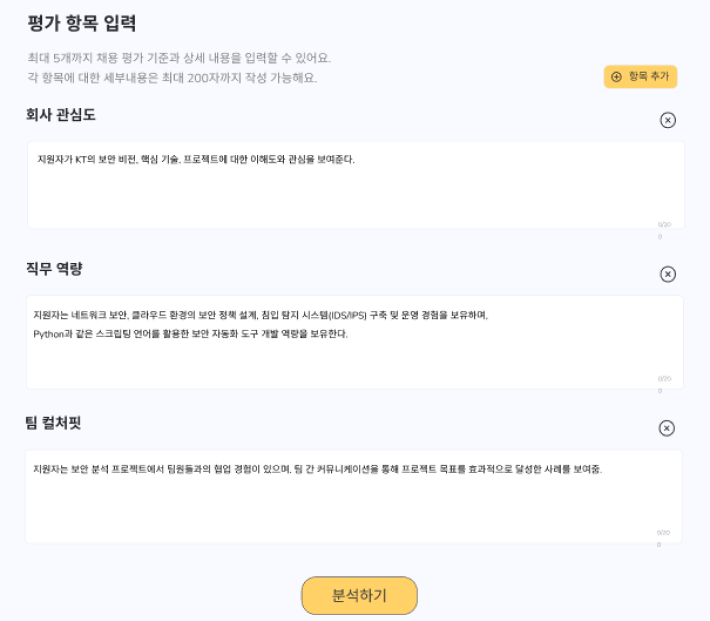 평가 항목 입력
최대 5개까지 채용 평가 기준과 상세 내용을 입력할 수 있어요.
각 항목에 대한 세부내용은 최대 200자까지 작성 가능해요.
항목 추가
회사 관심도
지원자가 KT의 보안 비전, 핵심 기술, 프로젝트에 대한 이해도와 관심을 보여준다.
0/20
0
직무 역량
지원자는 네트워크 보안, 클라우드 환경의 보안 정책 설계, 침입 탐지 시스템(IDS/IPS) 구축 및 운영 경험을 보유하며,
Python과 같은 스크립팅 언어를 활용한 보안 자동화 도구 개발 역량을 보유한다.
0/20
0
팀 컬처핏
지원자는 보안 분석 프로젝트에서 팀원들과의 협업 경험이 있으며, 팀 간 커뮤니케이션을 통해 프로젝트 목표를 효과적으로 달성한 사례를 보여줌.
0/20
0
분석하기